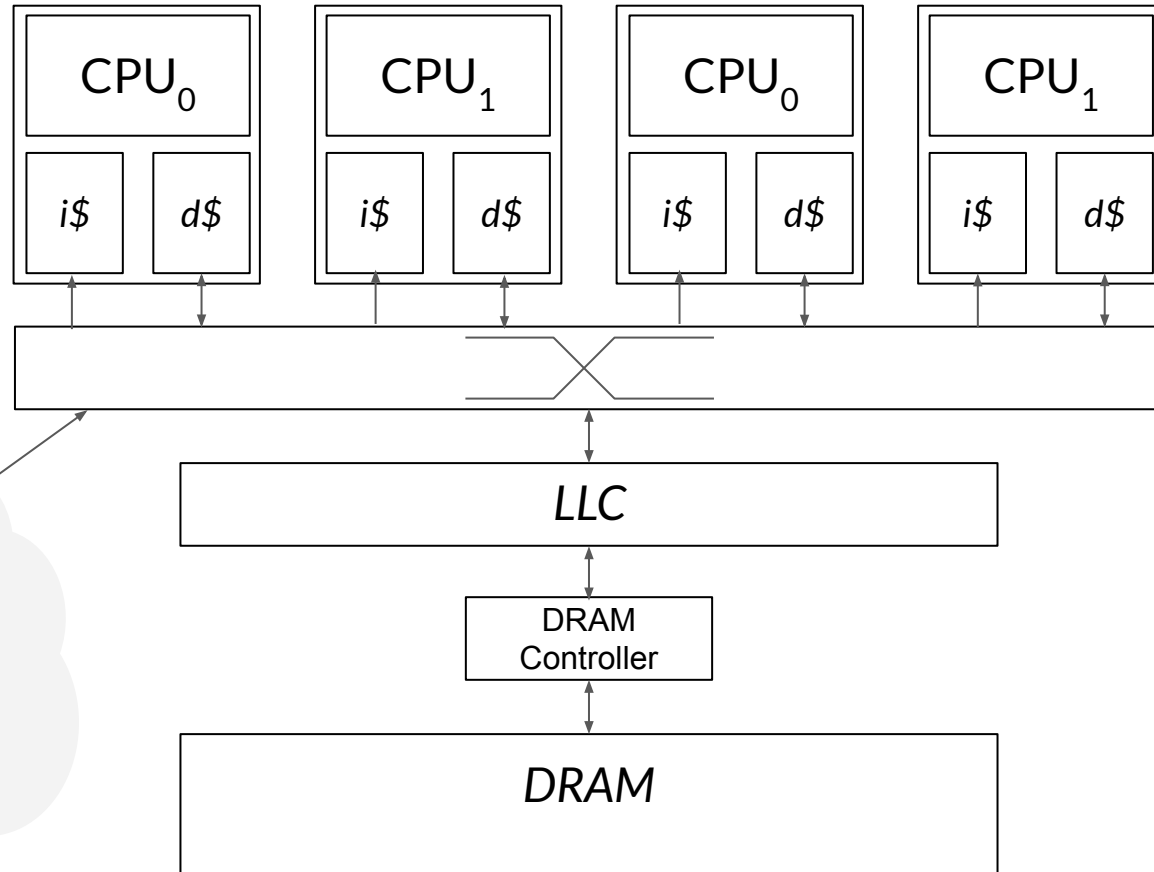 CPU0 CPU1 CPU0 CPU1
i$ d$ i$ d$ i$ d$ i$ d$
LLC
DRAM
Controller
DRAM